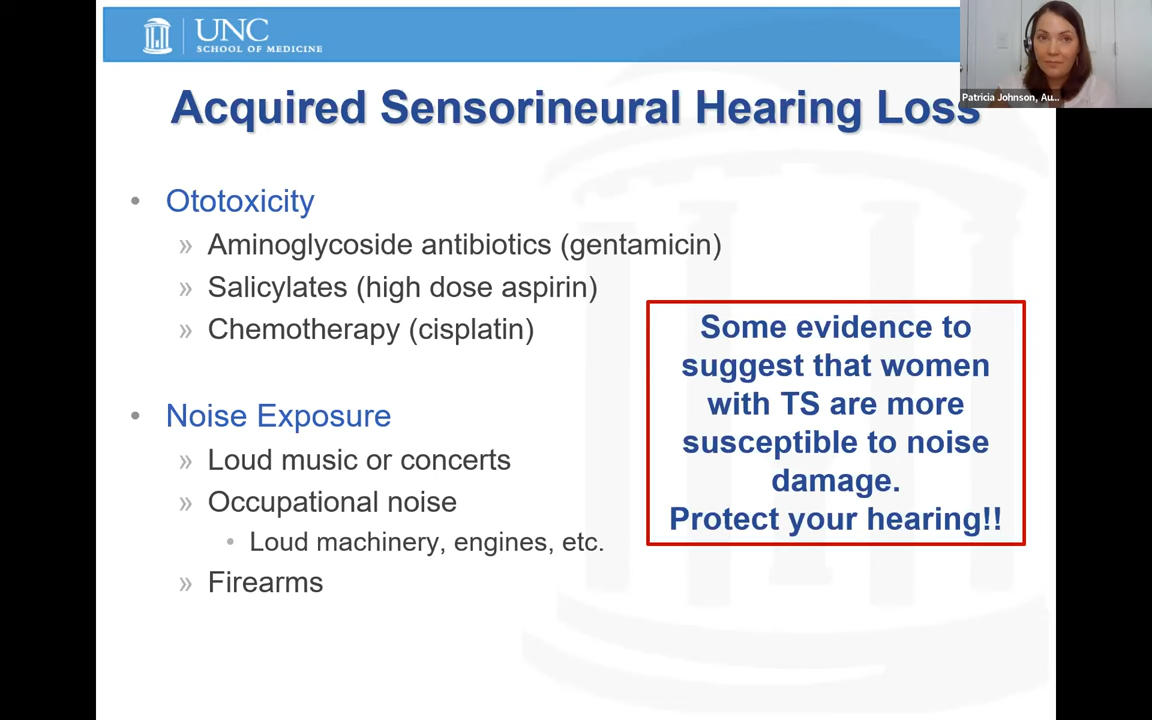 UNC
SCHOOL OF MEDICINE
Patricia Johnson, Au...
Acquired Sensorineural Hearing Loss
• Ototoxicity
» Aminoglycoside antibiotics (gentamicin)
» Salicylates (high dose aspirin)
» Chemotherapy (cisplatin)
• Noise Exposure
» Loud music or concerts
» Occupational noise
• Loud machinery, engines, etc.
» Firearms
Some evidence to
suggest that women
with TS are more
susceptible to noise
damage.
Protect your hearing!!